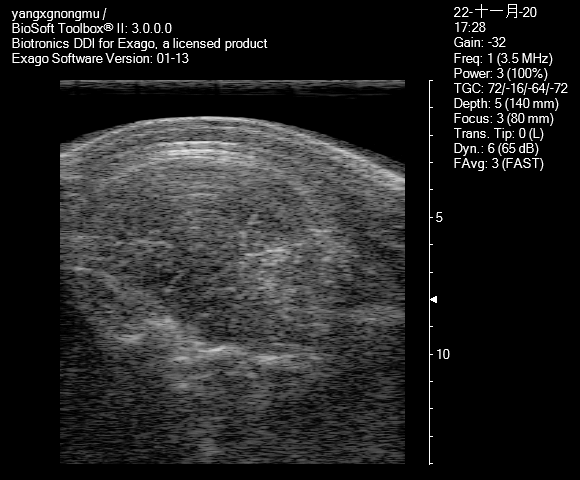 yangxgnongmu /
BioSoft Toolbox® II: 3.0.0.0
Biotronics DDI for Exago, a licensed product
Exago Software Version: 01-13
22-十一月-20
17:28
Gain: -32
Freq: 1 (3.5 MHz)
Power: 3 (100%)
TGC: 72/-16/-64/-72
Depth: 5 (140 mm)
Focus: 3 (80 mm)
Trans. Tip: 0 (L)
Dyn.: 6 (65 dB)
FAvg: 3 (FAST)
5
10